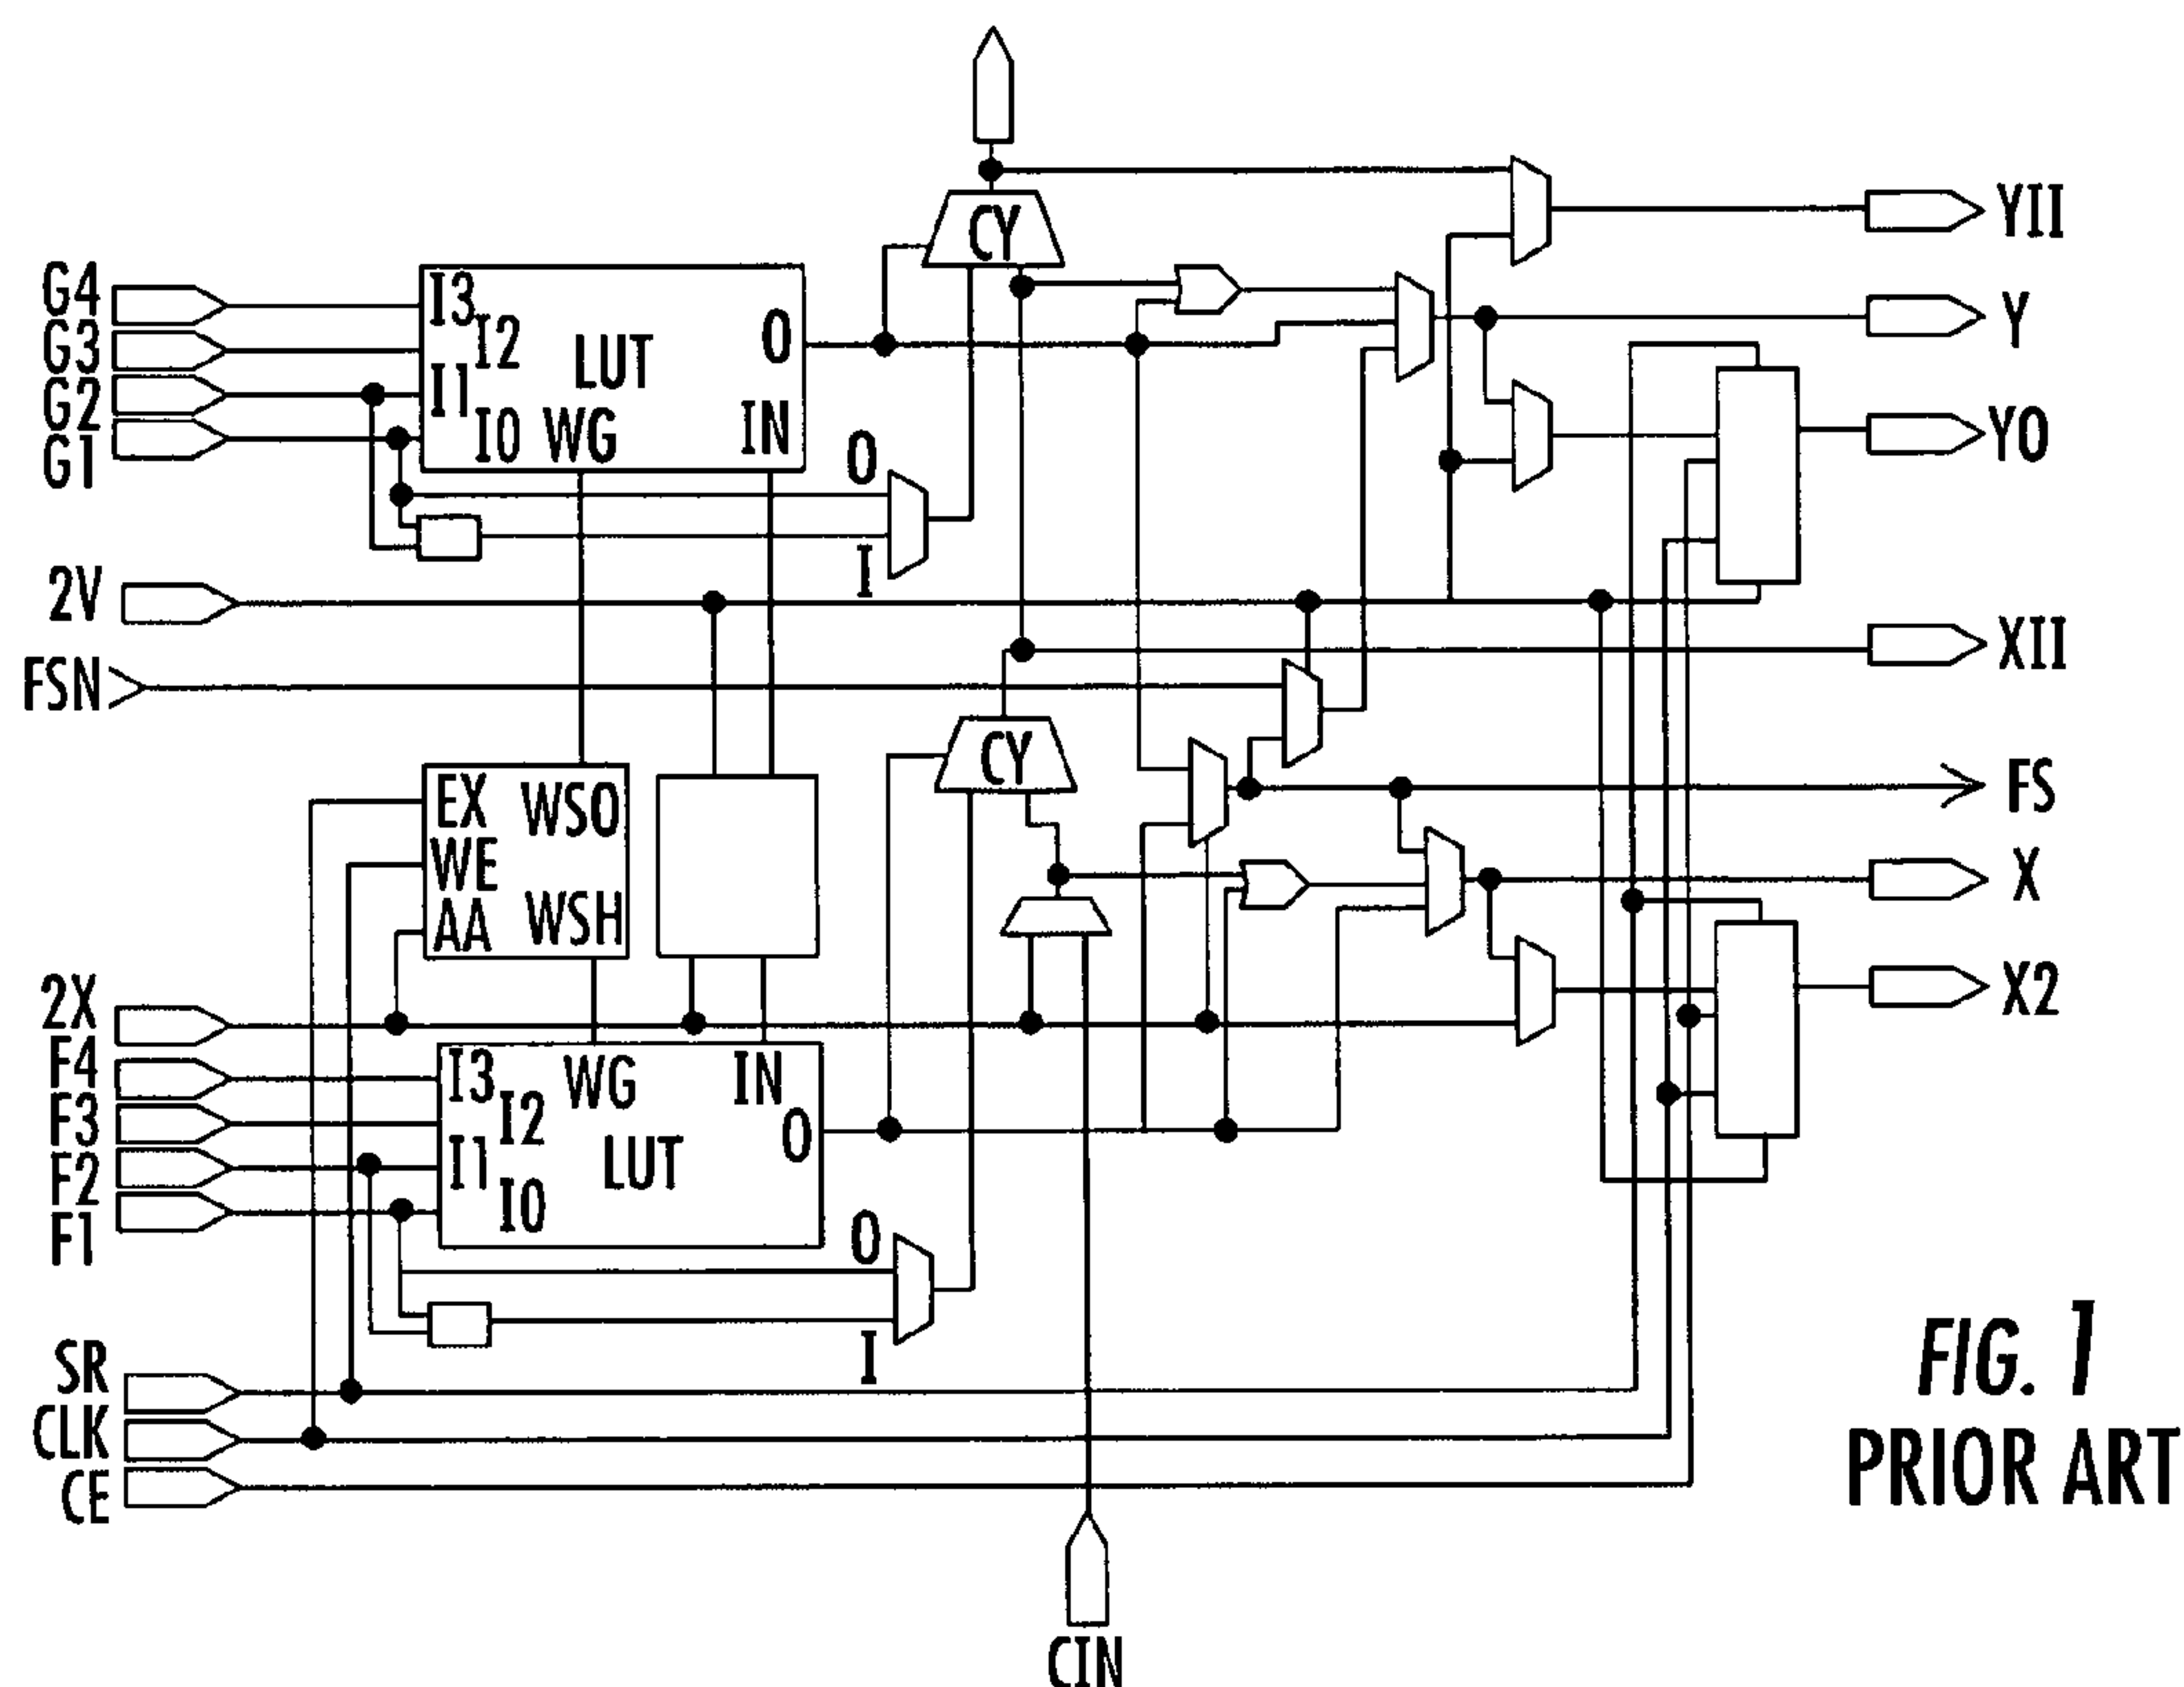 CY
YII
G4
I3
Y
G3
I2
O
LUT
G2
I1
IN
YO
G1
I0
WG
O
I
2V
XII
FSN
CY
EX
WSO
FS
WE
X
AA
WSH
2X
X2
F4
I3
WG
IN
F3
I2
O
F2
I1
LUT
F1
I0
O
I
SR
CLK
CE
CIN
FIG. 1
PRIOR ART